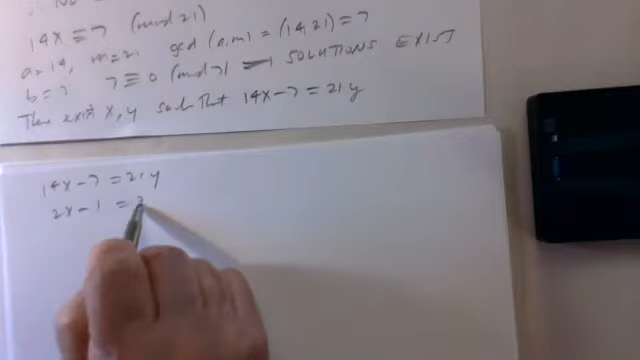 No
14x ≡ 7 (mod 21)
a = 14, m = 21 gcd (a,m) = (14,21) = 7
b = 7 7 ≡ 0 (mod 7) → SOLUTIONS EXIST
There exist x, y such that 14x - 7 = 21y
14x - 7 = 21y
2x - 1 =